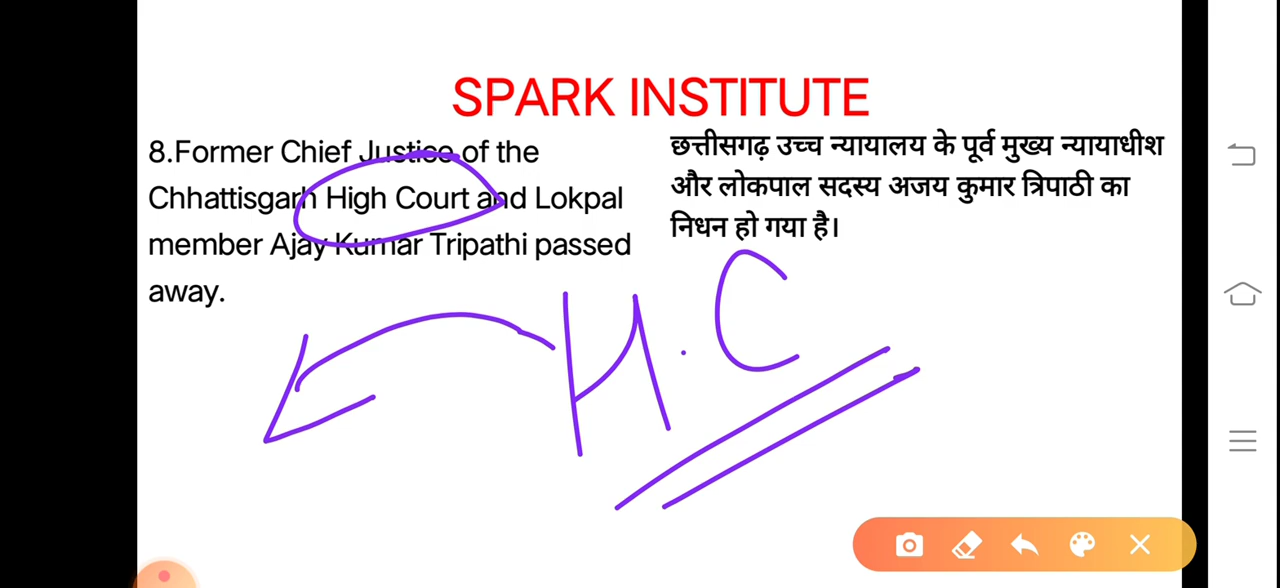 SPARK INSTITUTE
8.Former Chief Justice of the
Chhattisgarh High Court and Lokpal
member Ajay Kumar Tripathi passed
away.
छत्तीसगढ़ उच्च न्यायालय के पूर्व मुख्य न्यायाधीश
और लोकपाल सदस्य अजय कुमार त्रिपाठी का
निधन हो गया है।
H.C